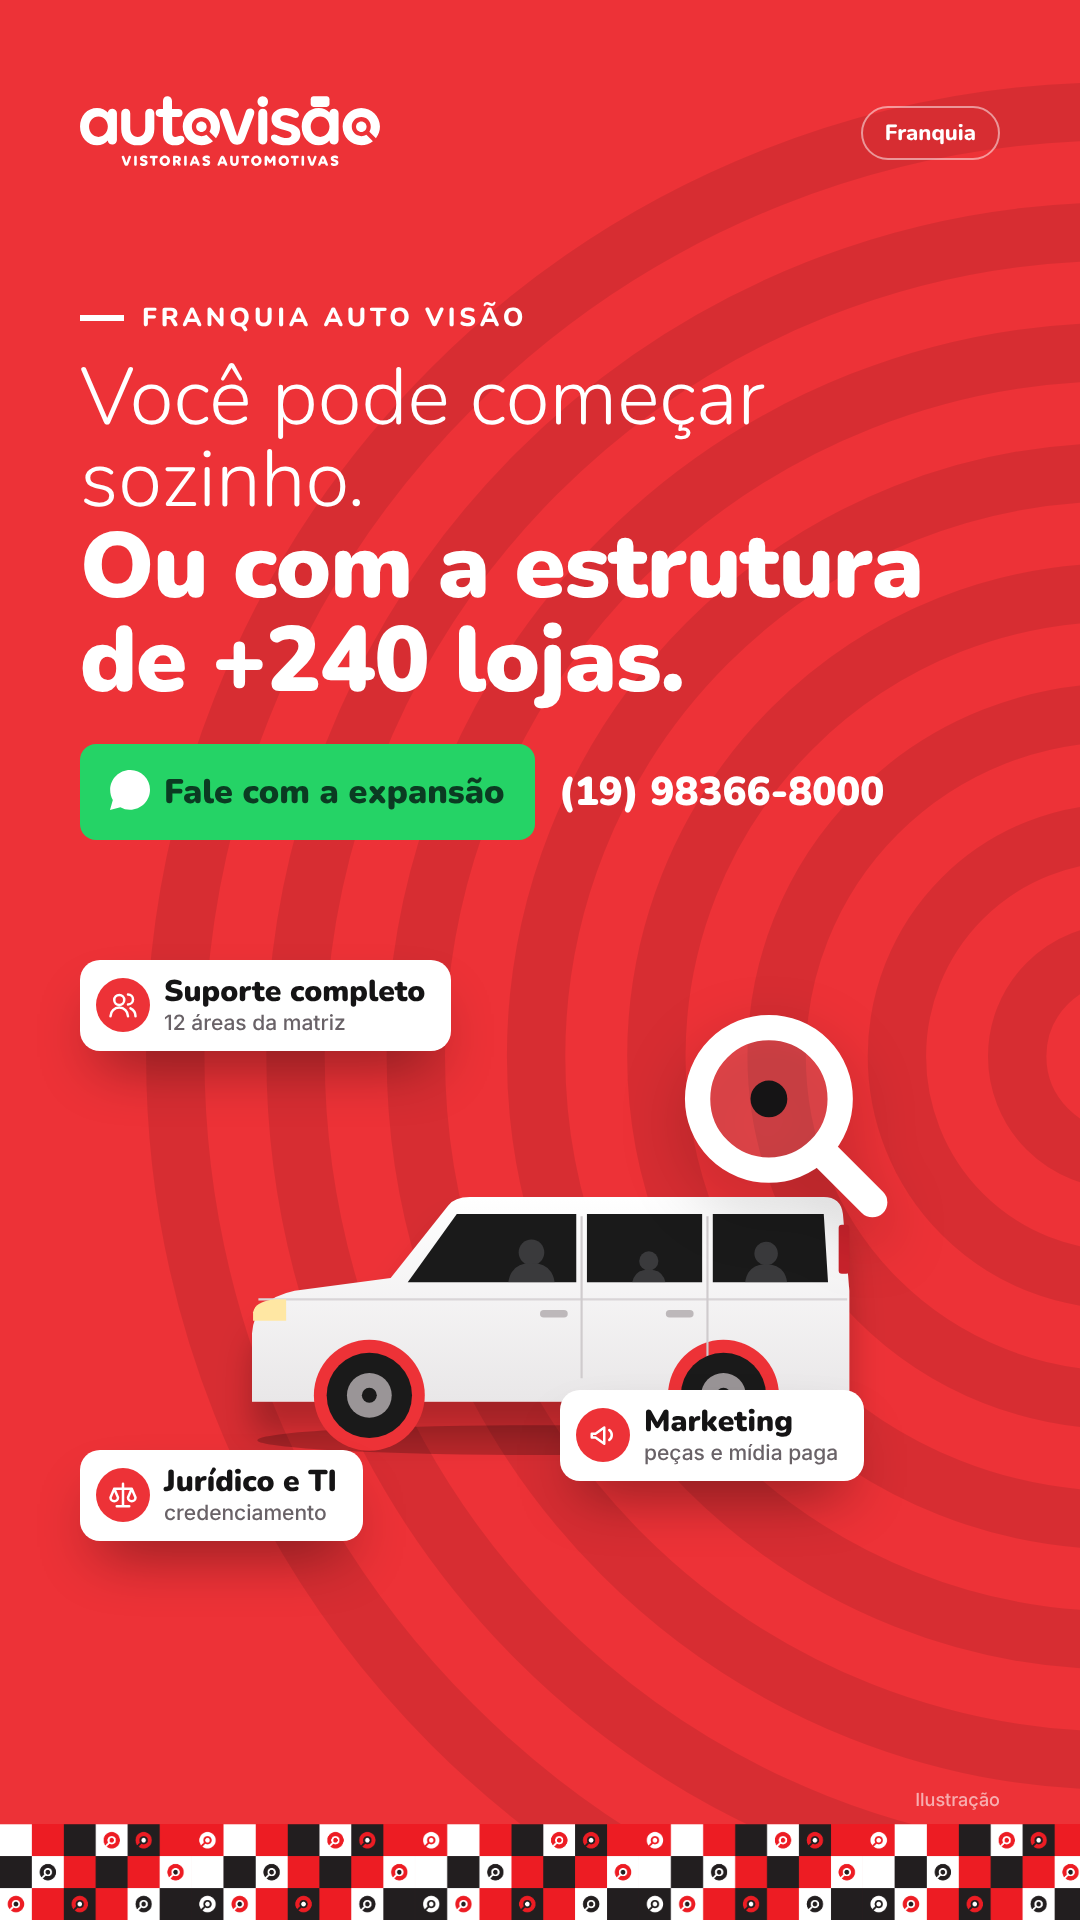 autovisão
VISTORIAS AUTOMOTIVAS
Franquia
FRANQUIA AUTO VISÃO
Você pode começar
sozinho.
Ou com a estrutura
de +240 lojas.
Fale com a expansão
(19) 98366-8000
Suporte completo
12 áreas da matriz
Marketing
peças e mídia paga
Jurídico e TI
credenciamento
Ilustração